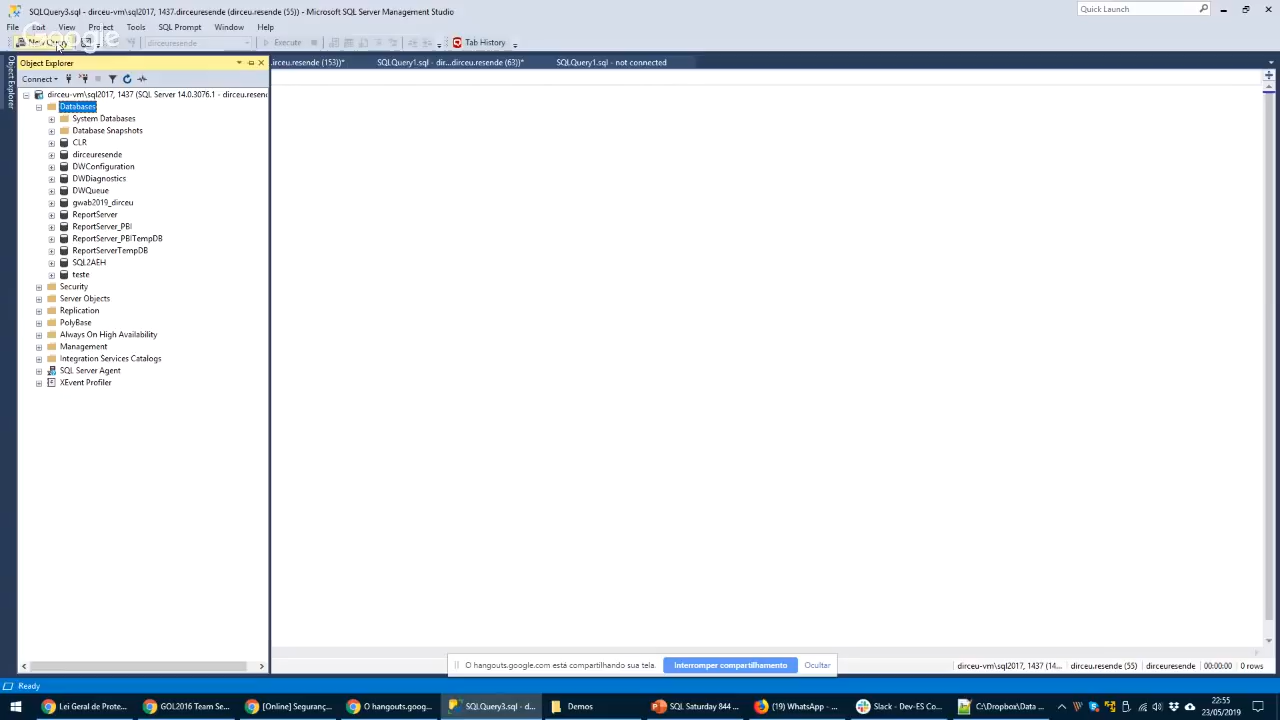 SQLQuery3.sql - dirceu-vm\sql2017, 1437.dirceuresende (dirceu.resende (55)) - Microsoft SQL Server Management Studio
Quick Launch
File Edit View Project Tools SQL Prompt Window Help
Google
dirceuresende Execute Tab History
Object Explorer
.irceu.resende (153))* SQLQuery1.sql - dir...dirceu.resende (63))* SQLQuery1.sql - not connected
Object Explorer
Connect
dirceu-vm\sql2017, 1437 (SQL Server 14.0.3076.1 - dirceu.resen
Databases
System Databases
Database Snapshots
CLR
dirceuresende
DWConfiguration
DWDiagnostics
DWQueue
gwab2019_dirceu
ReportServer
ReportServer_PBI
ReportServer_PBITempDB
ReportServerTempDB
SQL2AEH
teste
Security
Server Objects
Replication
PolyBase
Always On High Availability
Management
Integration Services Catalogs
SQL Server Agent
XEvent Profiler
O hangouts.google.com está compartilhando sua tela. Interromper compartilhamento Ocultar
dirceu-vm\sql2017, 1437 (14... dirceu.resende (55) dirceuresende 00:00:00 0 rows
Ready
Lei Geral de Prote... GOL2016 Team Se... [Online] Seguranç... O hangouts.goog... SQLQuery3.sql - d... Demos SQL Saturday 844 ... (19) WhatsApp - ... Slack - Dev-ES Co... C:\Dropbox\Data ...
22:55
23/05/2019